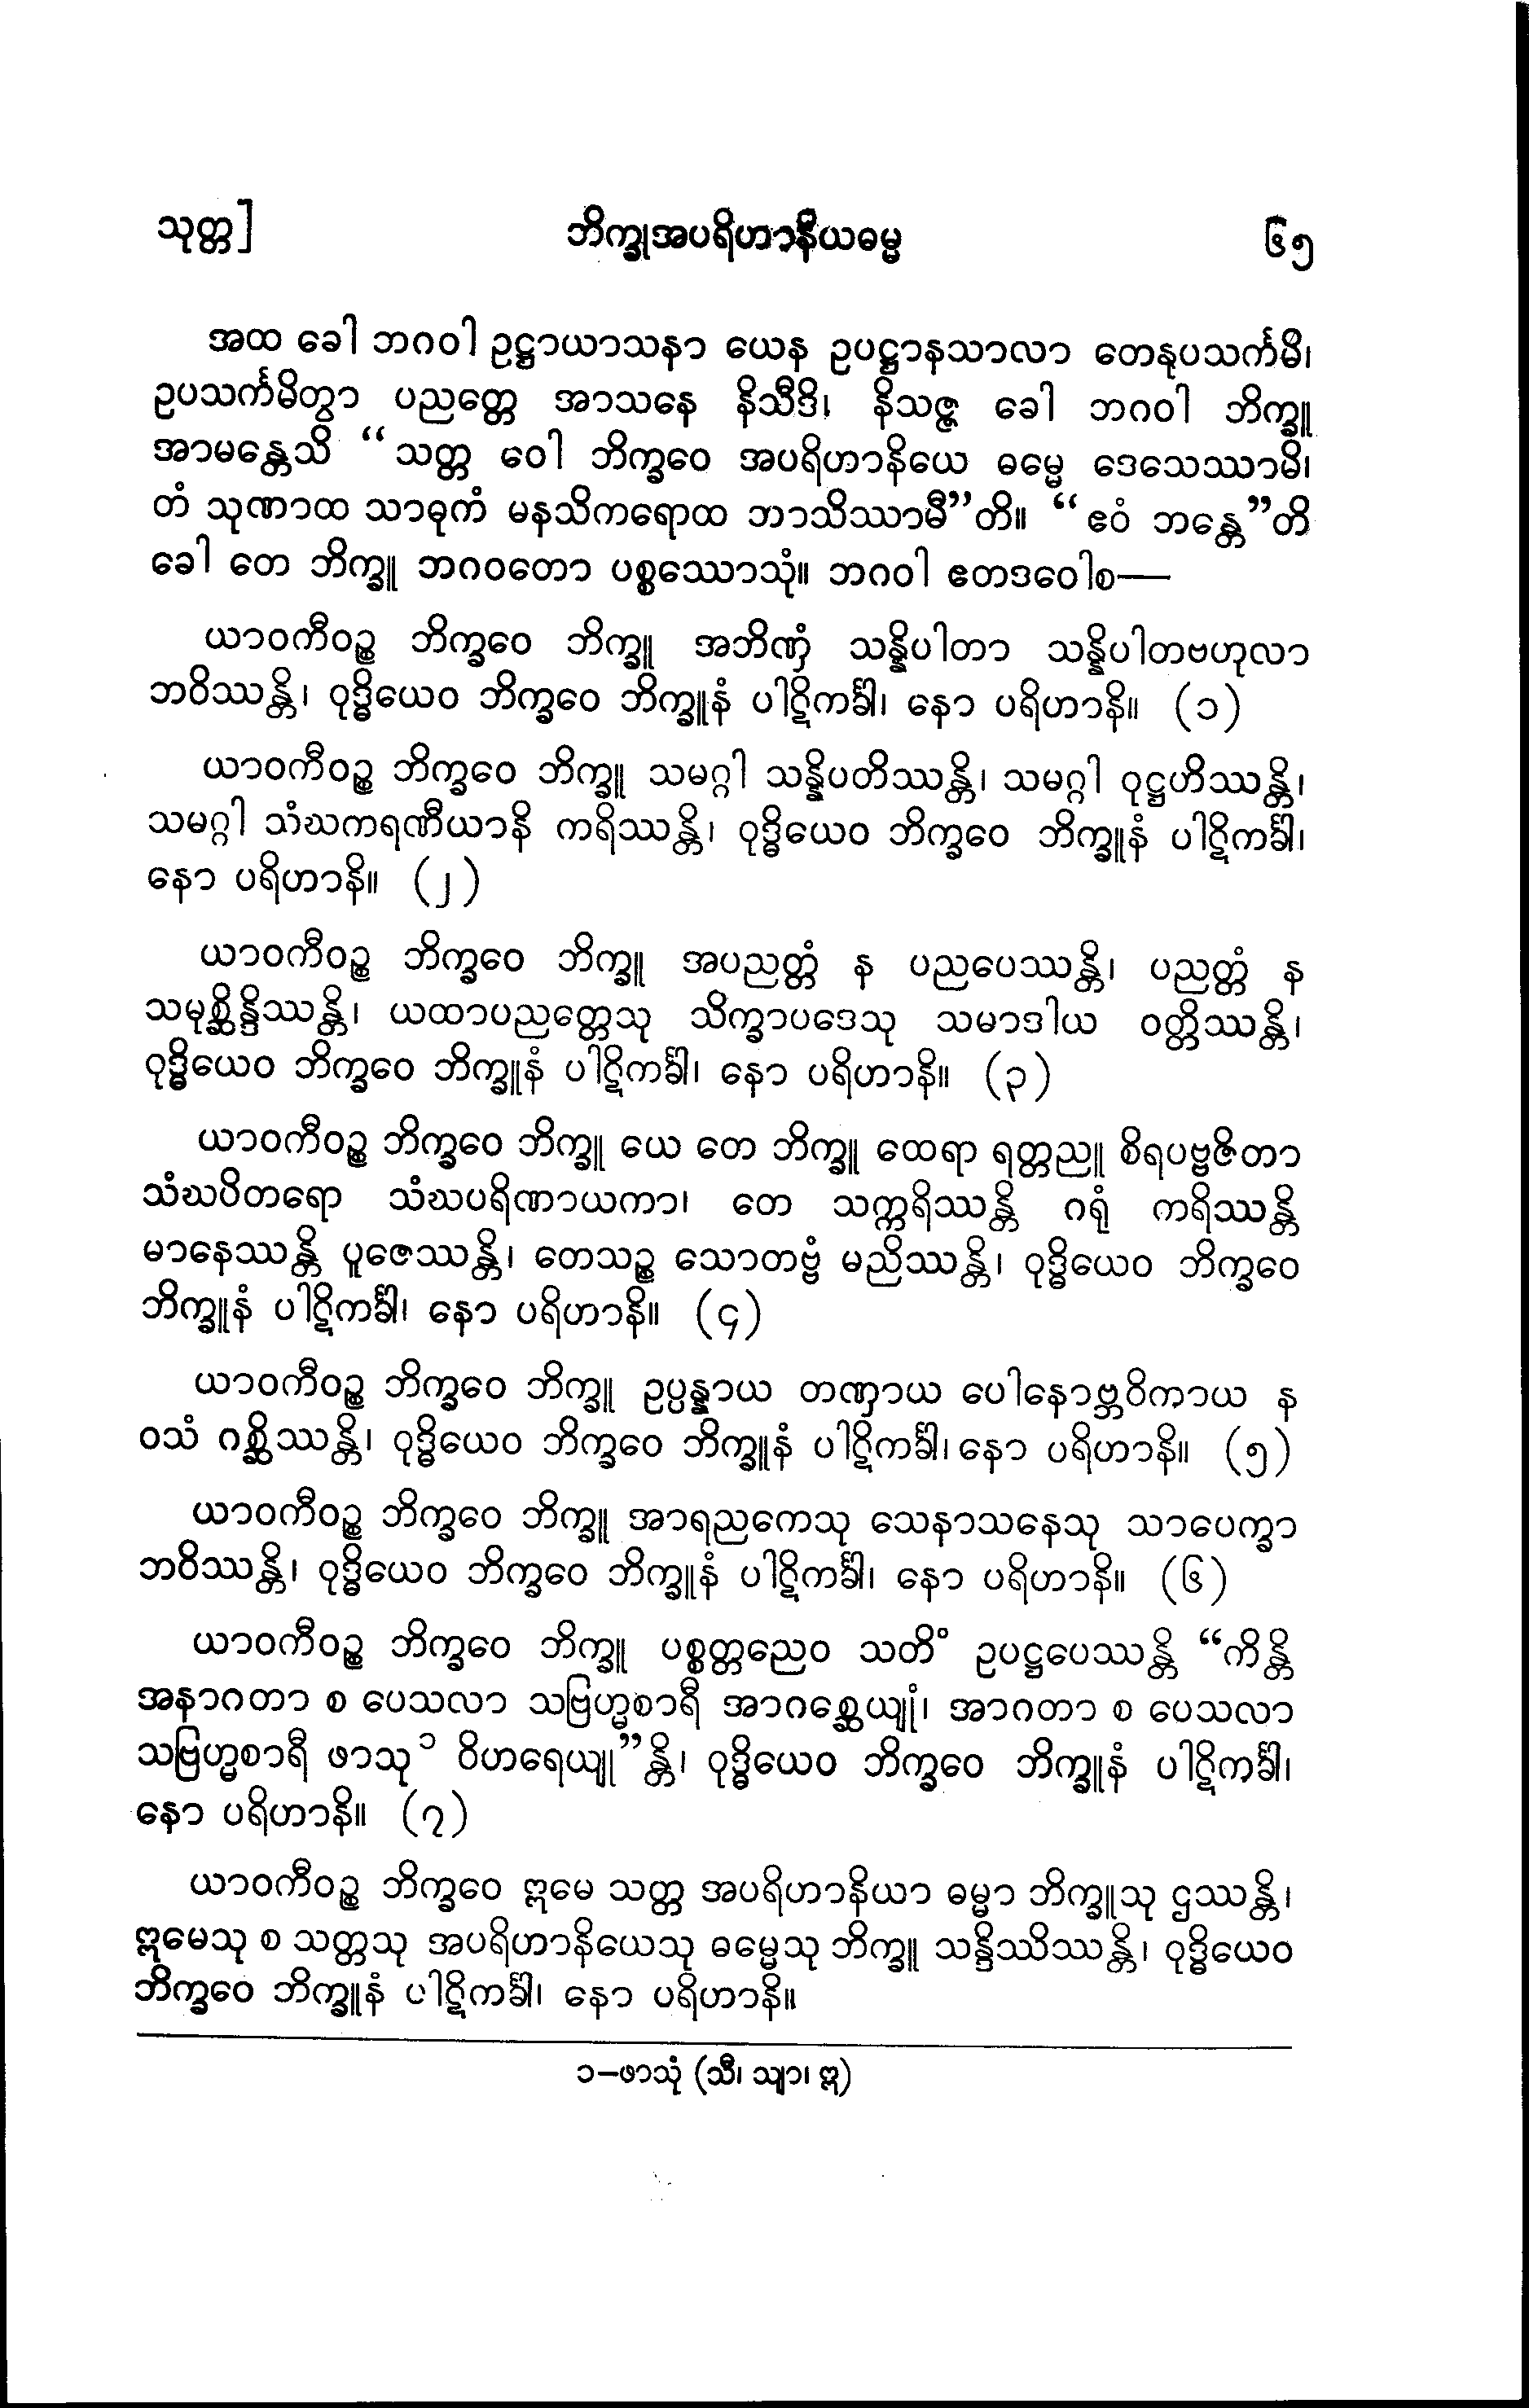 သုတ္တ]
ဘိက္ခုအပရိဟာနိယဓမ္မ
၆၅
အထ ခေါ ဘဂဝါ ဥဋ္ဌာယာသနာ ယေန ဥပဋ္ဌာနသာလာ တေနုပသင်္ကမိ၊
ဥပသင်္ကမိတွာ ပညတ္တေ အာသနေ နိသီဒိ၊ နိသဇ္ဇ ခေါ ဘဂဝါ ဘိက္ခူ
အာမန္တေသိ “သတ္တ ဝေါ ဘိက္ခဝေ အပရိဟာနိယေ ဓမ္မေ ဒေသေဿာမိ၊
တံ သုဏာထ သာဓုကံ မနသိကရောထ ဘာသိဿာမီ”တိ။ “ဧဝံ ဘန္တေ”တိ
ခေါ တေ ဘိက္ခူ ဘဂဝတော ပစ္စဿောသုံ။ ဘဂဝါ ဧတဒဝေါစ—
ယာဝကီဝဉ္စ ဘိက္ခဝေ ဘိက္ခူ အဘိဏှံ သန္နိပါတာ သန္နိပါတဗဟုလာ
ဘဝိဿန္တိ၊ ဝုဒ္ဓိယေဝ ဘိက္ခဝေ ဘိက္ခူနံ ပါဋိကင်္ခါ၊ နော ပရိဟာနိ။ (၁)
ယာဝကီဝဉ္စ ဘိက္ခဝေ ဘိက္ခူ သမဂ္ဂါ သန္နိပတိဿန္တိ၊ သမဂ္ဂါ ဝုဋ္ဌဟိဿန္တိ၊
သမဂ္ဂါ သံဃကရဏီယာနိ ကရိဿန္တိ၊ ဝုဒ္ဓိယေဝ ဘိက္ခဝေ ဘိက္ခူနံ ပါဋိကင်္ခါ၊
နော ပရိဟာနိ။ (၂)
ယာဝကီဝဉ္စ ဘိက္ခဝေ ဘိက္ခူ အပညတ္တံ န ပညပေဿန္တိ၊ ပညတ္တံ န
သမုစ္ဆိန္ဒိဿန္တိ၊ ယထာပညတ္တေသု သိက္ခာပဒေသု သမာဒါယ ဝတ္တိဿန္တိ၊
ဝုဒ္ဓိယေဝ ဘိက္ခဝေ ဘိက္ခူနံ ပါဋိကင်္ခါ၊ နော ပရိဟာနိ။ (၃)
ယာဝကီဝဉ္စ ဘိက္ခဝေ ဘိက္ခူ ယေ တေ ဘိက္ခူ ထေရာ ရတ္တညူ စိရပဗ္ဗဇိတာ
သံဃပိတရော သံဃပရိဏာယကာ၊ တေ သက္ကရိဿန္တိ ဂရုံ ကရိဿန္တိ
မာနေဿန္တိ ပူဇေဿန္တိ၊ တေသဉ္စ သောတဗ္ဗံ မညိဿန္တိ၊ ဝုဒ္ဓိယေဝ ဘိက္ခဝေ
ဘိက္ခူနံ ပါဋိကင်္ခါ၊ နော ပရိဟာနိ။ (၄)
ယာဝကီဝဉ္စ ဘိက္ခဝေ ဘိက္ခူ ဥပ္ပန္နာယ တဏှာယ ပေါနောဗ္ဘဝိကာယ န
ဝသံ ဂစ္ဆိဿန္တိ၊ ဝုဒ္ဓိယေဝ ဘိက္ခဝေ ဘိက္ခူနံ ပါဋိကင်္ခါ၊ နော ပရိဟာနိ။ (၅)
ယာဝကီဝဉ္စ ဘိက္ခဝေ ဘိက္ခူ အာရညကေသု သေနာသနေသု သာပေက္ခာ
ဘဝိဿန္တိ၊ ဝုဒ္ဓိယေဝ ဘိက္ခဝေ ဘိက္ခူနံ ပါဋိကင်္ခါ၊ နော ပရိဟာနိ။ (၆)
ယာဝကီဝဉ္စ ဘိက္ခဝေ ဘိက္ခူ ပစ္စတ္တညေဝ သတိံ ဥပဋ္ဌပေဿန္တိ “ကိန္တိ
အနာဂတာ စ ပေသလာ သဗြဟ္မစာရီ အာဂစ္ဆေယျုံ၊ အာဂတာ စ ပေသလာ
သဗြဟ္မစာရီ ဖာသု၁ ဝိဟရေယျု”န္တိ၊ ဝုဒ္ဓိယေဝ ဘိက္ခဝေ ဘိက္ခူနံ ပါဋိကင်္ခါ၊
နော ပရိဟာနိ။ (၇)
ယာဝကီဝဉ္စ ဘိက္ခဝေ ဣမေ သတ္တ အပရိဟာနိယာ ဓမ္မာ ဘိက္ခူသု ဌဿန္တိ၊
ဣမေသု စ သတ္တသု အပရိဟာနိယေသု ဓမ္မေသု ဘိက္ခူ သန္ဒိဿိဿန္တိ၊ ဝုဒ္ဓိယေဝ
ဘိက္ခဝေ ဘိက္ခူနံ ပါဋိကင်္ခါ၊ နော ပရိဟာနိ။
၁–ဖာသုံ (သီ၊ သျာ၊ ဣ)